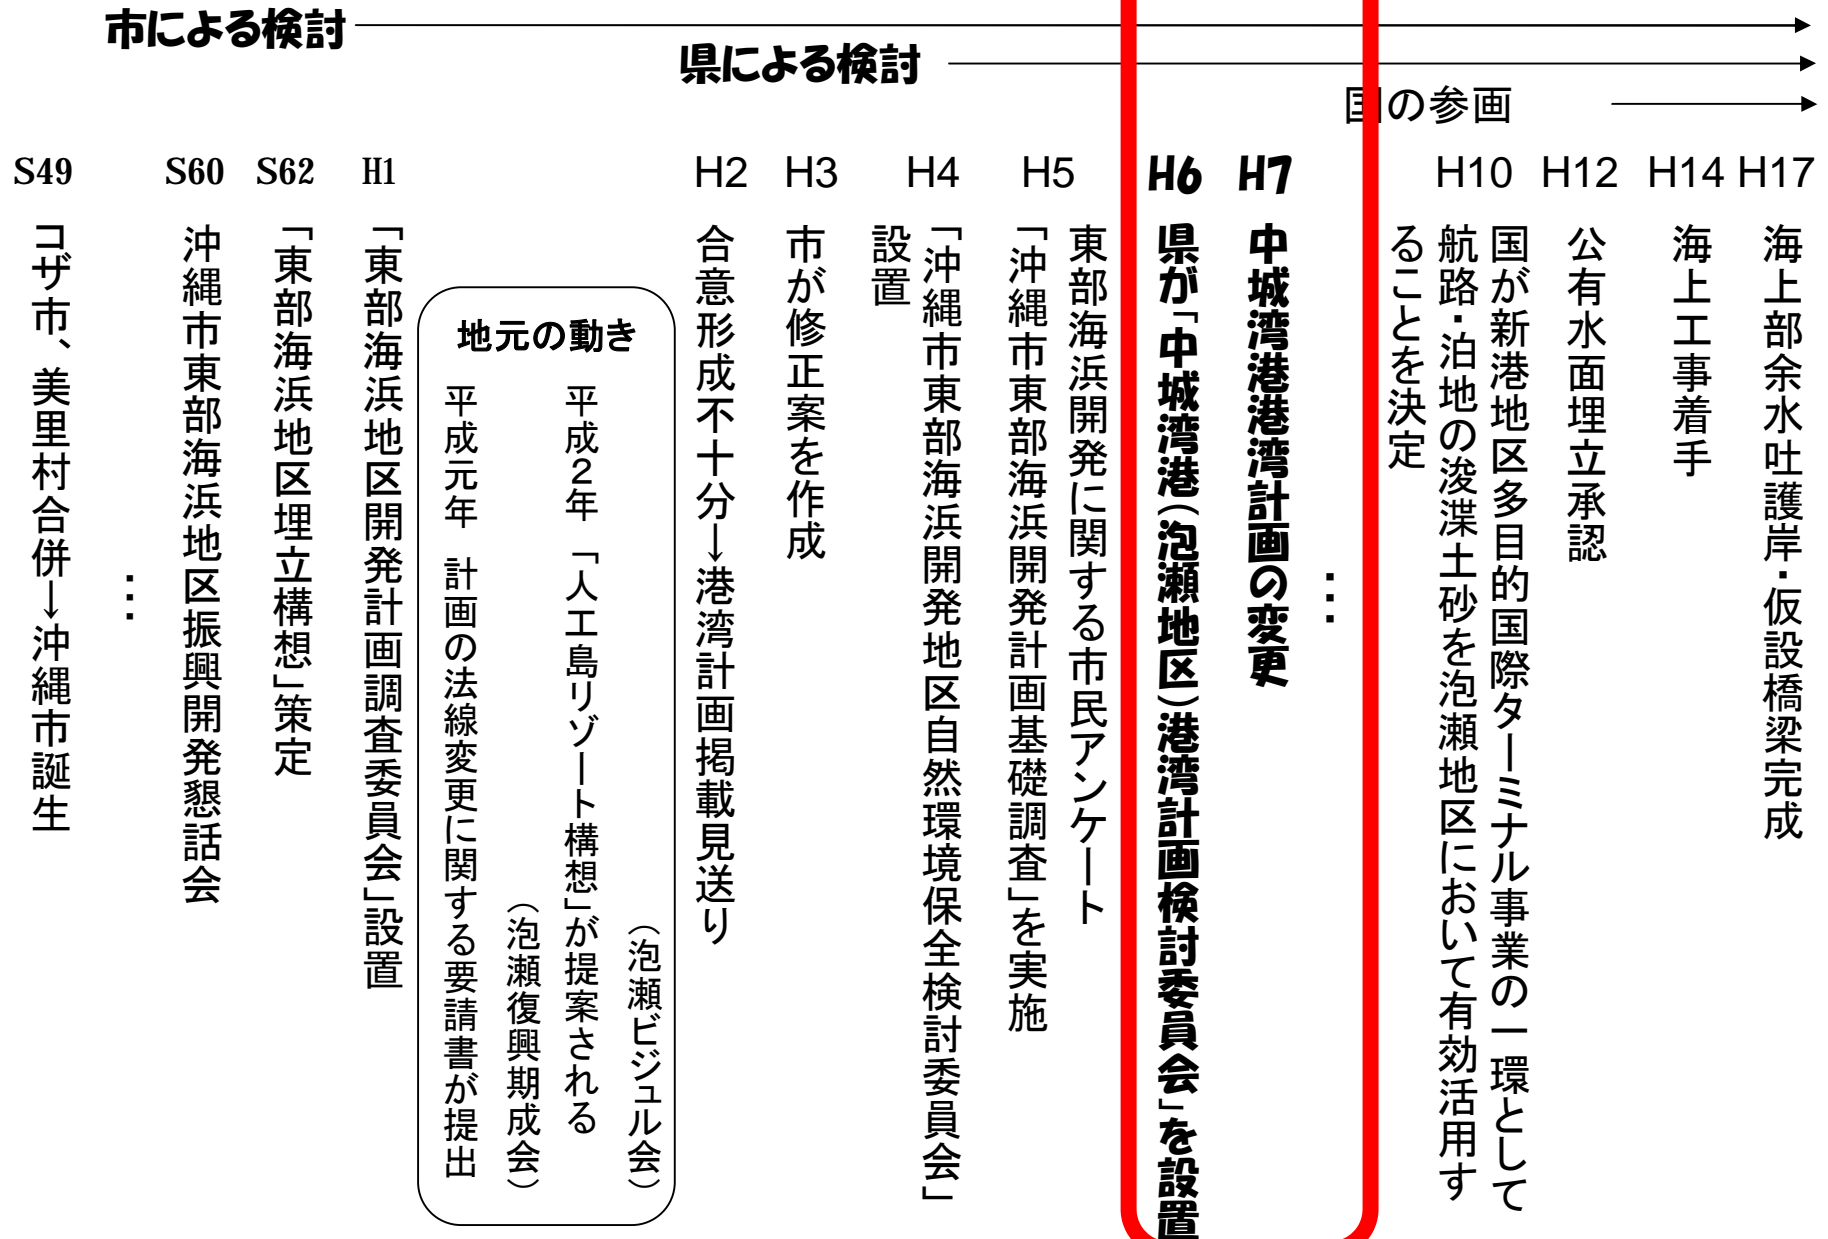 市による検討
県による検討
国の参画
S49
コザ市、美里村合併→沖縄市誕生
…
S60
沖縄市東部海浜地区振興開発懇話会
S62
「東部海浜地区埋立構想」策定
H1
「東部海浜地区開発計画調査委員会」設置
地元の動き
平成元年 計画の法線変更に関する要請書が提出
(泡瀬復興期成会)
平成2年 「人工島リゾート構想」が提案される
(泡瀬ビジュル会)
H2
合意形成不十分→港湾計画掲載見送り
H3
市が修正案を作成
H4
「沖縄市東部海浜開発地区自然環境保全検討委員会」
設置
H5
東部海浜開発に関する市民アンケート
「沖縄市東部海浜開発計画基礎調査」を実施
H6
県が「中城湾港(泡瀬地区)港湾計画検討委員会」を設置
H7
中城湾港港湾計画の変更
…
H10
国が新港地区多目的国際ターミナル事業の一環として
航路・泊地の浚渫土砂を泡瀬地区において有効活用す
ることを決定
H12
公有水面埋立承認
H14
海上工事着手
H17
海上部余水吐護岸・仮設橋梁完成